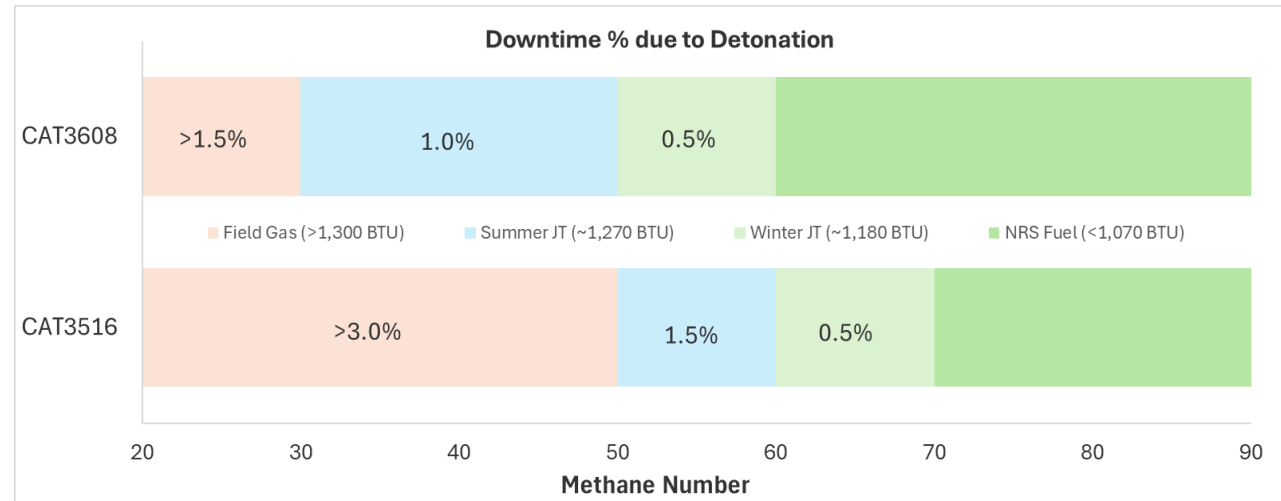 Downtime % due to Detonation
CAT3608
>1.5%
1.0%
0.5%
Field Gas (>1,300 BTU)
Summer JT (~1,270 BTU)
Winter JT (~1,180 BTU)
NRS Fuel (<1,070 BTU)
CAT3516
>3.0%
1.5%
0.5%
20 30 40 50 60 70 80 90
Methane Number